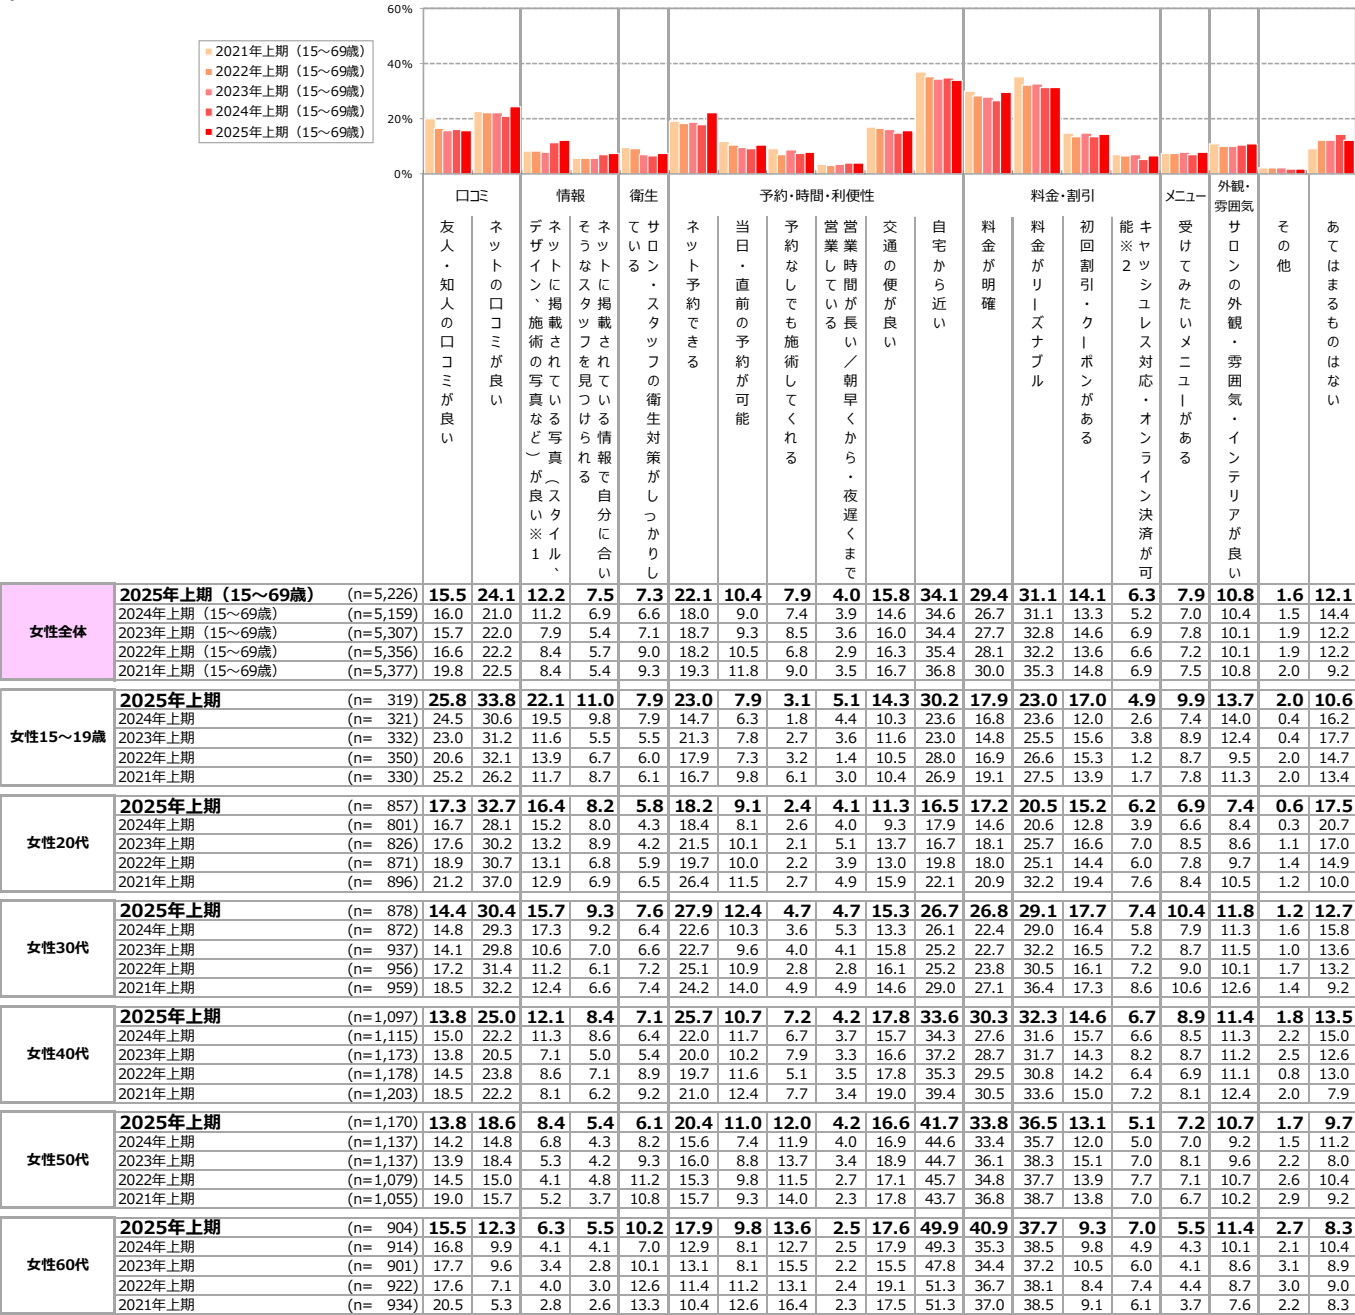 60%
40%
20%
0%
2021年上期（15～69歳）
2022年上期（15～69歳）
2023年上期（15～69歳）
2024年上期（15～69歳）
2025年上期（15～69歳）
口コミ 情報 衛生 予約・時間・利便性 料金・割引 メニュー 外観・雰囲気
友人・知人の口コミが良い
ネットの口コミが良い
ネットに掲載されている写真（スタイル、デザイン、施術の写真など）が良い※1
ネットに掲載されている情報で自分に合いそうなスタッフを見つけられる
サロン・スタッフの衛生対策がしっかりしている
ネット予約できる
当日・直前の予約が可能
予約なしでも施術してくれる
営業時間が長い／朝早くから・夜遅くまで営業している
交通の便が良い
自宅から近い
料金が明確
料金がリーズナブル
初回割引・クーポンがある
キャッシュレス対応・オンライン決済が可能※2
受けてみたいメニューがある
サロンの外観・雰囲気・インテリアが良い
その他
あてはまるものはない
女性全体
2025年上期（15～69歳） (n=5,226) 15.5 24.1 12.2 7.5 7.3 22.1 10.4 7.9 4.0 15.8 34.1 29.4 31.1 14.1 6.3 7.9 10.8 1.6 12.1
2024年上期（15～69歳） (n=5,159) 16.0 21.0 11.2 6.9 6.6 18.0 9.0 7.4 3.9 14.6 34.6 26.7 31.1 13.3 5.2 7.0 10.4 1.5 14.4
2023年上期（15～69歳） (n=5,307) 15.7 22.0 7.9 5.4 7.1 18.7 9.3 8.5 3.6 16.0 34.4 27.7 32.8 14.6 6.9 7.8 10.1 1.9 12.2
2022年上期（15～69歳） (n=5,356) 16.6 22.2 8.4 5.7 9.0 18.2 10.5 6.8 2.9 16.3 35.4 28.1 32.2 13.6 6.6 7.2 10.1 1.9 12.2
2021年上期（15～69歳） (n=5,377) 19.8 22.5 8.4 5.4 9.3 19.3 11.8 9.0 3.5 16.7 36.8 30.0 35.3 14.8 6.9 7.5 10.8 2.0 9.2
女性15～19歳
2025年上期 (n= 319) 25.8 33.8 22.1 11.0 7.9 23.0 7.9 3.1 5.1 14.3 30.2 17.9 23.0 17.0 4.9 9.9 13.7 2.0 10.6
2024年上期 (n= 321) 24.5 30.6 19.5 9.8 7.9 14.7 6.3 1.8 4.4 10.3 23.6 16.8 23.6 12.0 2.6 7.4 14.0 0.4 16.2
2023年上期 (n= 332) 23.0 31.2 11.6 5.5 5.5 21.3 7.8 2.7 3.6 11.6 23.0 14.8 25.5 15.6 3.8 8.9 12.4 0.4 17.7
2022年上期 (n= 350) 20.6 32.1 13.9 6.7 6.0 17.9 7.3 3.2 1.4 10.5 28.0 16.9 26.6 15.3 1.2 8.7 9.5 2.0 14.7
2021年上期 (n= 330) 25.2 26.2 11.7 8.7 6.1 16.7 9.8 6.1 3.0 10.4 26.9 19.1 27.5 13.9 1.7 7.8 11.3 2.0 13.4
女性20代
2025年上期 (n= 857) 17.3 32.7 16.4 8.2 5.8 18.2 9.1 2.4 4.1 11.3 16.5 17.2 20.5 15.2 6.2 6.9 7.4 0.6 17.5
2024年上期 (n= 801) 16.7 28.1 15.2 8.0 4.3 18.4 8.1 2.6 4.0 9.3 17.9 14.6 20.6 12.8 3.9 6.6 8.4 0.3 20.7
2023年上期 (n= 826) 17.6 30.2 13.2 8.9 4.2 21.5 10.1 2.1 5.1 13.7 16.7 18.1 25.7 16.6 7.0 8.5 8.6 1.1 17.0
2022年上期 (n= 871) 18.9 30.7 13.1 6.8 5.9 19.7 10.0 2.2 3.9 13.0 19.8 18.0 25.1 14.4 6.0 7.8 9.7 1.4 14.9
2021年上期 (n= 896) 21.2 37.0 12.9 6.9 6.5 26.4 11.5 2.7 4.9 15.9 22.1 20.9 32.2 19.4 7.6 8.4 10.5 1.2 10.0
女性30代
2025年上期 (n= 878) 14.4 30.4 15.7 9.3 7.6 27.9 12.4 4.7 4.7 15.3 26.7 26.8 29.1 17.7 7.4 10.4 11.8 1.2 12.7
2024年上期 (n= 872) 14.8 29.3 17.3 9.2 6.4 22.6 10.3 3.6 5.3 13.3 26.1 22.4 29.0 16.4 5.8 7.9 11.3 1.6 15.8
2023年上期 (n= 937) 14.1 29.8 10.6 7.0 6.6 22.7 9.6 4.0 4.1 15.8 25.2 22.7 32.2 16.5 7.2 8.7 11.5 1.0 13.6
2022年上期 (n= 956) 17.2 31.4 11.2 6.1 7.2 25.1 10.9 2.8 2.8 16.1 25.2 23.8 30.5 16.1 7.2 9.0 10.1 1.7 13.2
2021年上期 (n= 959) 18.5 32.2 12.4 6.6 7.4 24.2 14.0 4.9 4.9 14.6 29.0 27.1 36.4 17.3 8.6 10.6 12.6 1.4 9.2
女性40代
2025年上期 (n=1,097) 13.8 25.0 12.1 8.4 7.1 25.7 10.7 7.2 4.2 17.8 33.6 30.3 32.3 14.6 6.7 8.9 11.4 1.8 13.5
2024年上期 (n=1,115) 15.0 22.2 11.3 8.6 6.4 22.0 11.7 6.7 3.7 15.7 34.3 27.6 31.6 15.7 6.6 8.5 11.3 2.2 15.0
2023年上期 (n=1,173) 13.8 20.5 7.1 5.0 5.4 20.0 10.2 7.9 3.3 16.6 37.2 28.7 31.7 14.3 8.2 8.7 11.2 2.5 12.6
2022年上期 (n=1,178) 14.5 23.8 8.6 7.1 8.9 19.7 11.6 5.1 3.5 17.8 35.3 29.5 30.8 14.2 6.4 6.9 11.1 0.8 13.0
2021年上期 (n=1,203) 18.5 22.2 8.1 6.2 9.2 21.0 12.4 7.7 3.4 19.0 39.4 30.5 33.6 15.0 7.2 8.1 12.4 2.0 7.9
女性50代
2025年上期 (n=1,170) 13.8 18.6 8.4 5.4 6.1 20.4 11.0 12.0 4.2 16.6 41.7 33.8 36.5 13.1 5.1 7.2 10.7 1.7 9.7
2024年上期 (n=1,137) 14.2 14.8 6.8 4.3 8.2 15.6 7.4 11.9 4.0 16.9 44.6 33.4 35.7 12.0 5.0 7.0 9.2 1.5 11.2
2023年上期 (n=1,137) 13.9 18.4 5.3 4.2 9.3 16.0 8.8 13.7 3.4 18.9 44.7 36.1 38.3 15.1 7.0 8.1 9.6 2.2 8.0
2022年上期 (n=1,079) 14.5 15.0 4.1 4.8 11.2 15.3 9.8 11.5 2.7 17.1 45.7 34.8 37.7 13.9 7.7 7.1 10.7 2.6 10.4
2021年上期 (n=1,055) 19.0 15.7 5.2 3.7 10.8 15.7 9.3 14.0 2.3 17.8 43.7 36.8 38.7 13.8 7.0 6.7 10.2 2.9 9.2
女性60代
2025年上期 (n= 904) 15.5 12.3 6.3 5.5 10.2 17.9 9.8 13.6 2.5 17.6 49.9 40.9 37.7 9.3 7.0 5.5 11.4 2.7 8.3
2024年上期 (n= 914) 16.8 9.9 4.1 4.1 7.0 12.9 8.1 12.7 2.5 17.9 49.3 35.3 38.5 9.8 4.9 4.3 10.1 2.1 10.4
2023年上期 (n= 901) 17.7 9.6 3.4 2.8 10.1 13.1 8.1 15.5 2.2 15.5 47.8 34.4 37.2 10.5 6.0 4.1 8.6 3.1 8.9
2022年上期 (n= 922) 17.6 7.1 4.0 3.0 12.6 11.4 11.2 13.1 2.4 19.1 51.3 36.7 38.1 8.4 7.4 4.4 8.7 3.0 9.0
2021年上期 (n= 934) 20.5 5.3 2.8 2.6 13.3 10.4 12.6 16.4 2.3 17.5 51.3 37.0 38.5 9.1 6.1 3.7 7.6 2.2 8.3